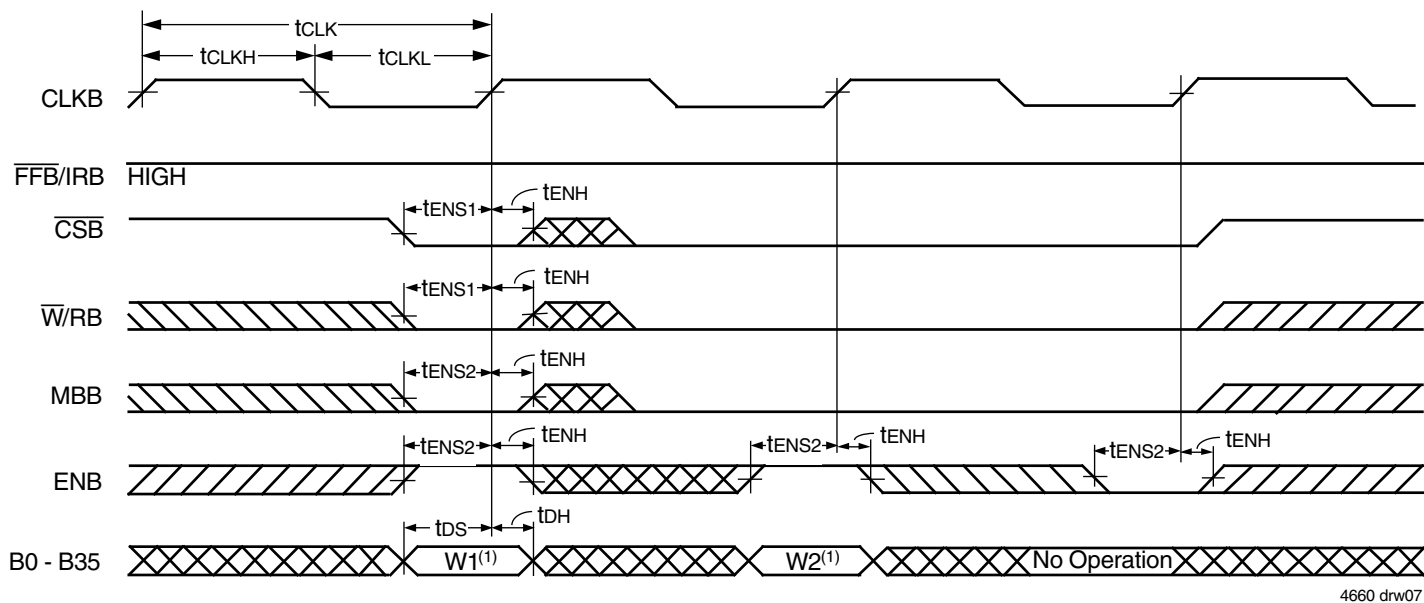 tCLK
tCLKH tCLKL
CLKB
FFB/IRB HIGH
tENS1 tENH
CSB
tENS1 tENH
W/RB
tENS2 tENH
MBB
tENS2 tENH tENS2 tENH tENS2 tENH
ENB
tDS tDH
B0 - B35 W1(1) W2(1) No Operation
4660 drw07